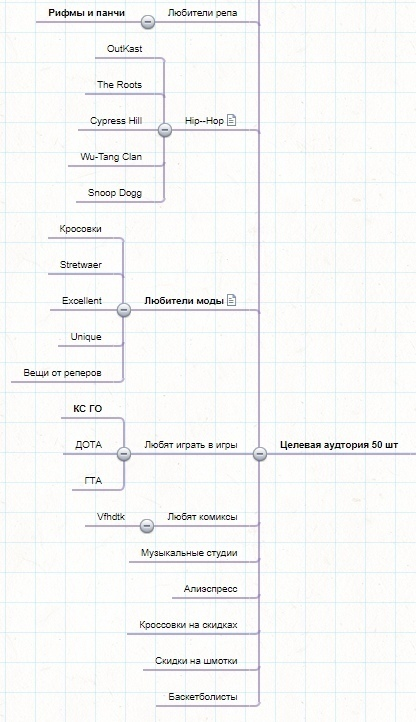 Рифмы и панчи
Любители репа
OutKast
The Roots
Cypress Hill
Wu-Tang Clan
Snoop Dogg
Hip--Hop
Кросовки
Stretwaer
Excellent
Unique
Вещи от реперов
Любители моды
КС ГО
ДОТА
ГТА
Любят играть в игры
Целевая аудтория 50 шт
Vfhdtk
Любят комиксы
Музыкальные студии
Алиэспресс
Кроссовки на скидках
Скидки на шмотки
Баскетболисты